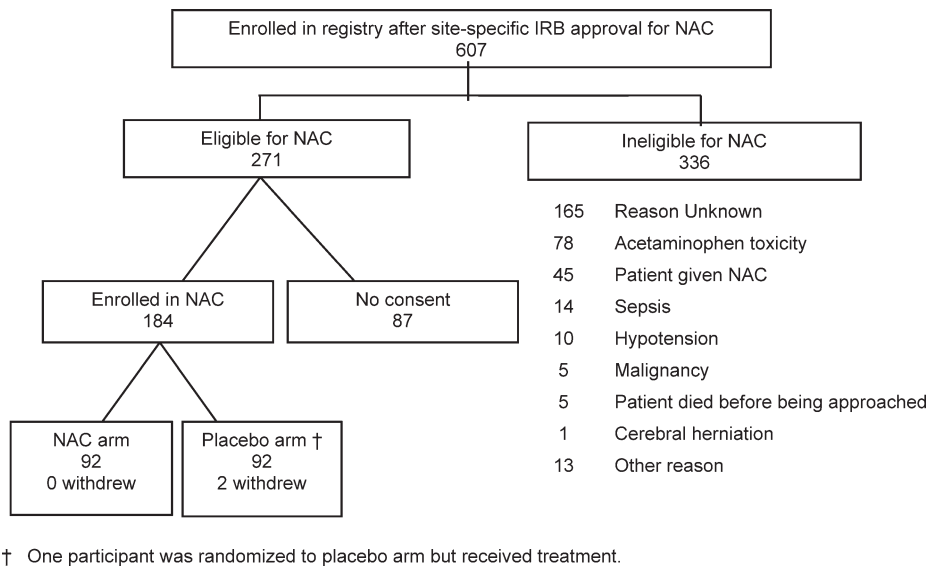 Enrolled in registry after site-specific IRB approval for NAC
607
Eligible for NAC
271
Ineligible for NAC
336
165 Reason Unknown
78 Acetaminophen toxicity
45 Patient given NAC
14 Sepsis
10 Hypotension
5 Malignancy
5 Patient died before being approached
1 Cerebral herniation
13 Other reason
Enrolled in NAC
184
No consent
87
NAC arm
92
0 withdrew
Placebo arm †
92
2 withdrew
† One participant was randomized to placebo arm but received treatment.